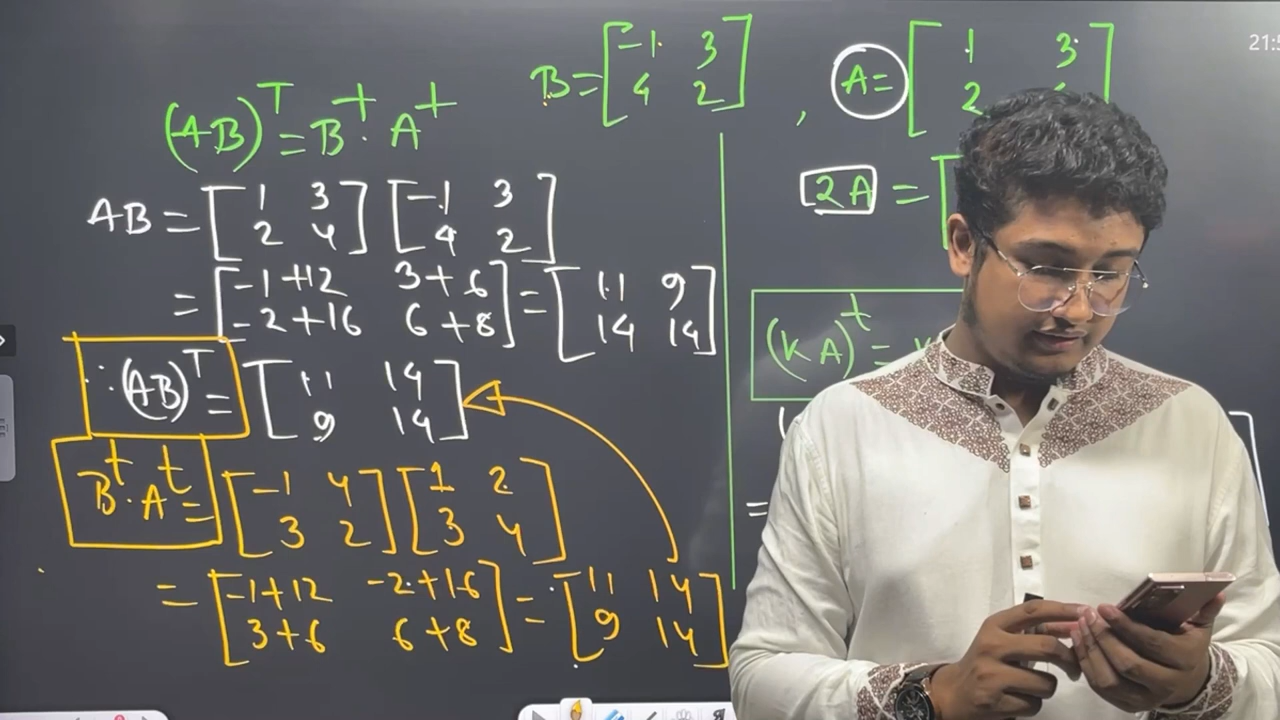 B = [-1 3
4 2] , A = [1 3
2
(AB)^T = B^t . A^t
AB = [1 3
2 4] [-1 3
4 2]
= [-1+12 3+6
-2+16 6+8] = [11 9
14 14]
∴ (AB)^T = [11 14
9 14]
B^t . A^t = [-1 4
3 2] [1 2
3 4]
= [-1+12 -2+16
3+6 6+8] = [11 14
9 14]
2A = [
(KA)^t =
=